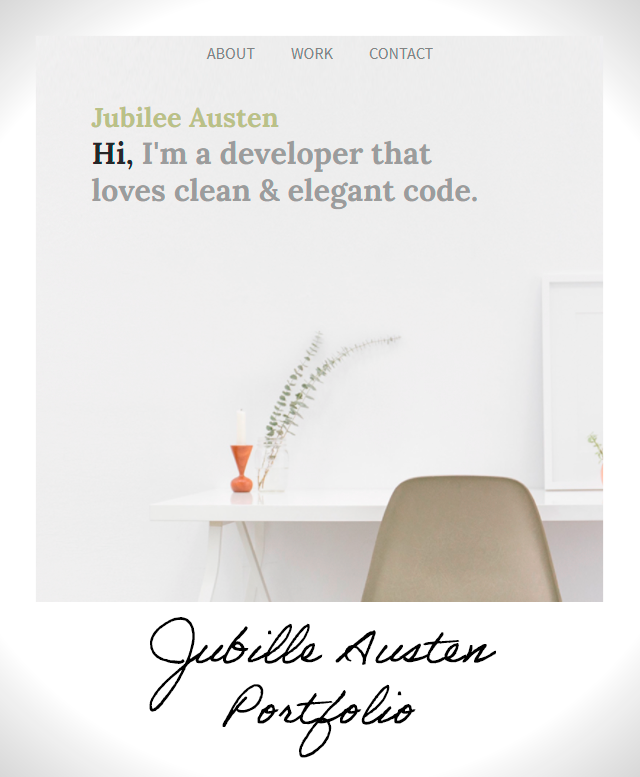 ABOUT WORK CONTACT
Jubilee Austen
Hi, I'm a developer that
loves clean & elegant code.
Jubille Austen
Portfolio